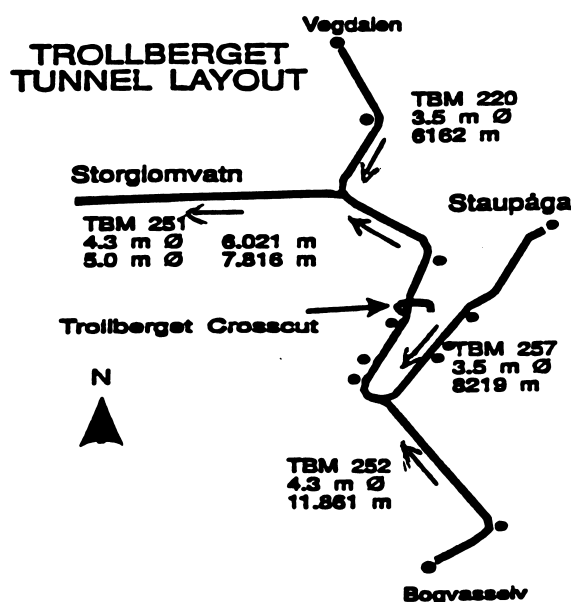 Vegdalen
TROLLBERGET
TUNNEL LAYOUT
TBM 220
3.5 m Ø
6162 m
Storglomvatn
Staupåga
TBM 251
4.3 m Ø 6.021 m
5.0 m Ø 7.816 m
Trollberget Crosscut
TBM 257
3.5 m Ø
8219 m
N
TBM 252
4.3 m Ø
11.861 m
Bogvasselv